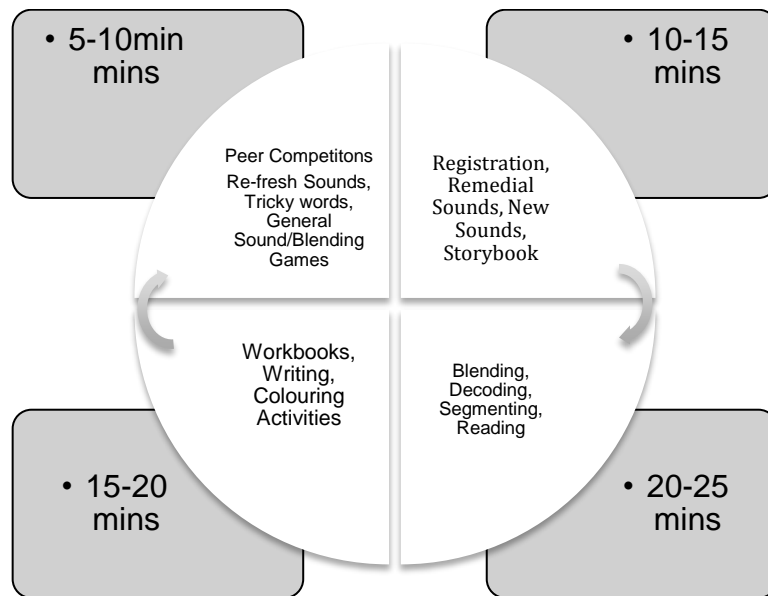 • 5-10min
mins
• 10-15
mins
Peer Competitons
Re-fresh Sounds,
Tricky words,
General
Sound/Blending
Games
Registration,
Remedial
Sounds, New
Sounds,
Storybook
Workbooks,
Writing,
Colouring
Activities
Blending,
Decoding,
Segmenting,
Reading
• 15-20
mins
• 20-25
mins